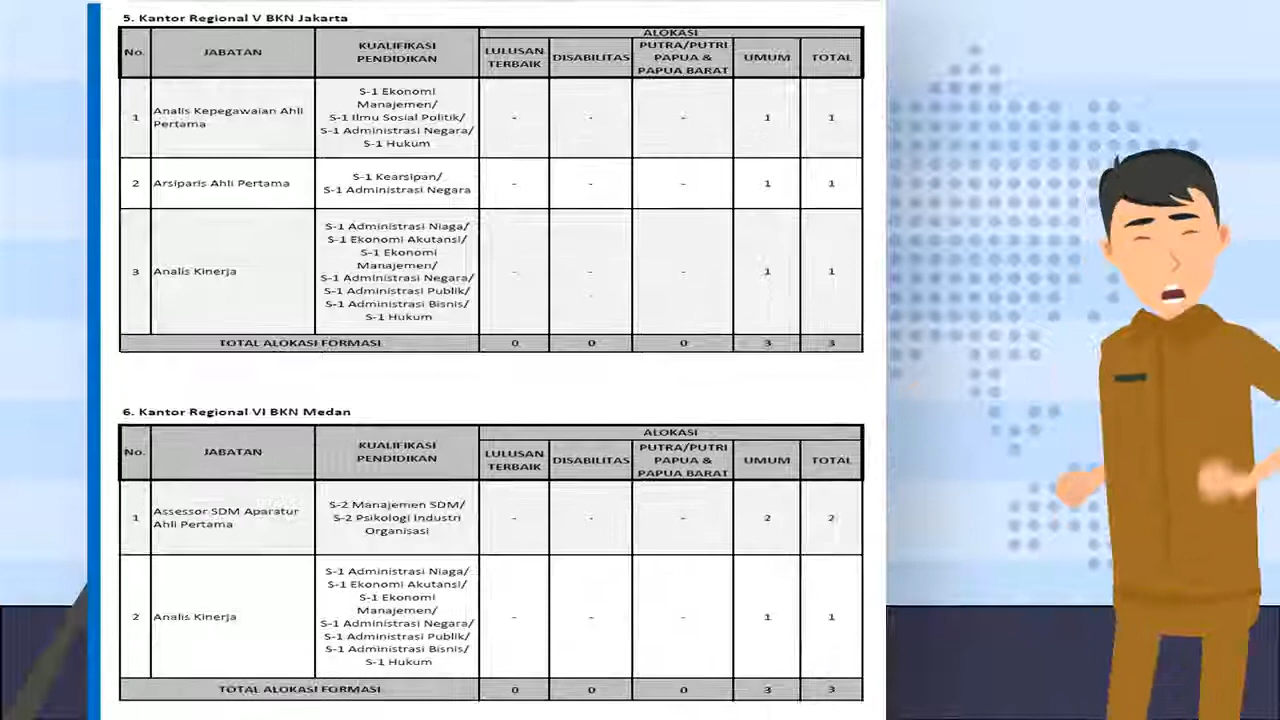 5. Kantor Regional V BKN Jakarta
No. JABATAN KUALIFIKASI PENDIDIKAN ALOKASI
LULUSAN TERBAIK DISABILITAS PUTRA/PUTRI PAPUA & PAPUA BARAT UMUM TOTAL
1 Analis Kepegawaian Ahli Pertama
S-1 Ekonomi
Manajemen/
S-1 Ilmu Sosial Politik/
S-1 Administrasi Negara/
S-1 Hukum
- - - 1 1
2 Arsiparis Ahli Pertama
S-1 Kearsipan/
S-1 Administrasi Negara
- - - 1 1
3 Analis Kinerja
S-1 Administrasi Niaga/
S-1 Ekonomi Akutansi/
S-1 Ekonomi
Manajemen/
S-1 Administrasi Negara/
S-1 Administrasi Publik/
S-1 Administrasi Bisnis/
S-1 Hukum
- - - 1 1
TOTAL ALOKASI FORMASI 0 0 0 3 3
6. Kantor Regional VI BKN Medan
No. JABATAN KUALIFIKASI PENDIDIKAN ALOKASI
LULUSAN TERBAIK DISABILITAS PUTRA/PUTRI PAPUA & PAPUA BARAT UMUM TOTAL
1 Assessor SDM Aparatur Ahli Pertama
S-2 Manajemen SDM/
S-2 Psikologi Industri
Organisasi
- - - 2 2
2 Analis Kinerja
S-1 Administrasi Niaga/
S-1 Ekonomi Akutansi/
S-1 Ekonomi
Manajemen/
S-1 Administrasi Negara/
S-1 Administrasi Publik/
S-1 Administrasi Bisnis/
S-1 Hukum
- - - 1 1
TOTAL ALOKASI FORMASI 0 0 0 3 3